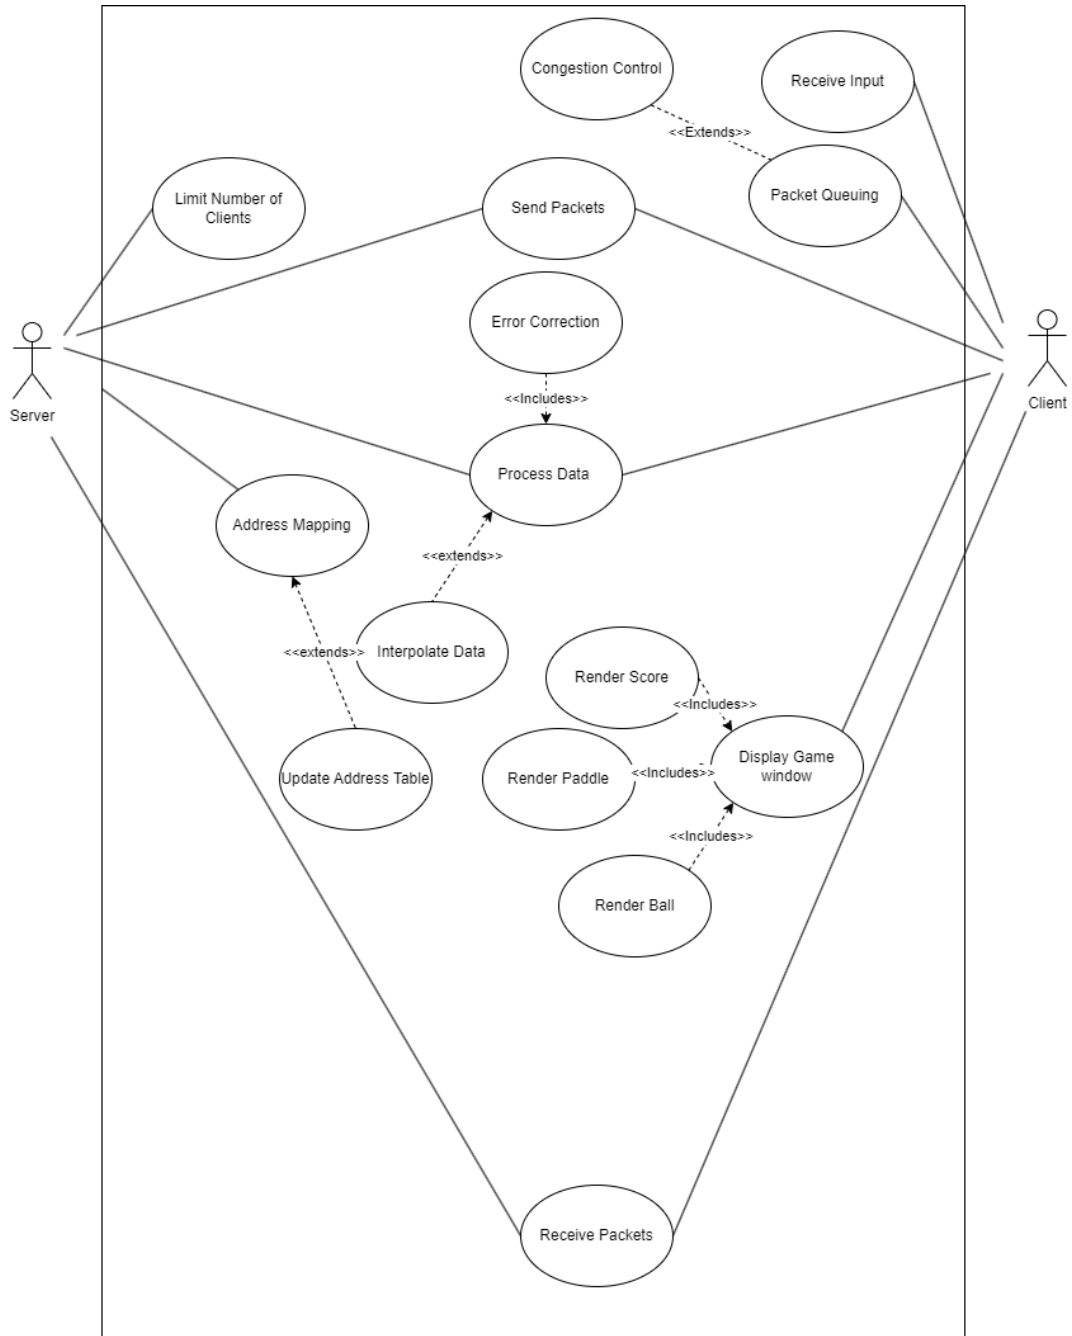 Congestion Control
Receive Input
<<Extends>>
Limit Number of
Clients
Send Packets
Packet Queuing
Error Correction
Server
Client
<<Includes>>
Process Data
Address Mapping
<<extends>>
<<extends>>
Interpolate Data
Render Score
<<Includes>>
Update Address Table
Render Paddle
<<Includes>>
Display Game
window
<<Includes>>
Render Ball
Receive Packets